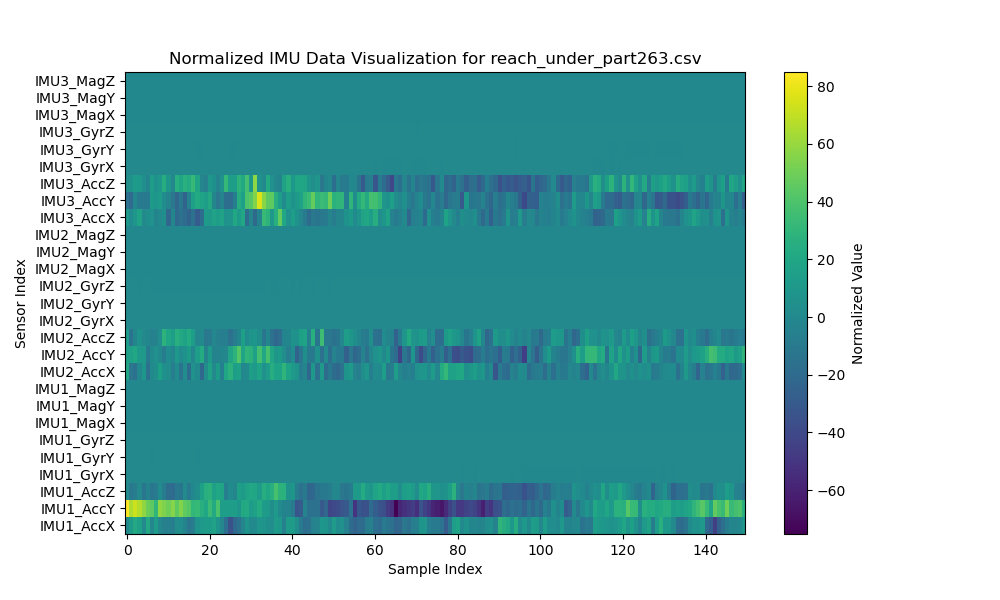 Normalized IMU Data Visualization for reach_under_part263.csv
IMU3_MagZ
IMU3_MagY
IMU3_MagX
IMU3_GyrZ
IMU3_GyrY
IMU3_GyrX
IMU3_AccZ
IMU3_AccY
IMU3_AccX
IMU2_MagZ
IMU2_MagY
IMU2_MagX
IMU2_GyrZ
IMU2_GyrY
IMU2_GyrX
IMU2_AccZ
IMU2_AccY
IMU2_AccX
IMU1_MagZ
IMU1_MagY
IMU1_MagX
IMU1_GyrZ
IMU1_GyrY
IMU1_GyrX
IMU1_AccZ
IMU1_AccY
IMU1_AccX
Sensor Index
0 20 40 60 80 100 120 140
Sample Index
80
60
40
20
0
−20
−40
−60
Normalized Value